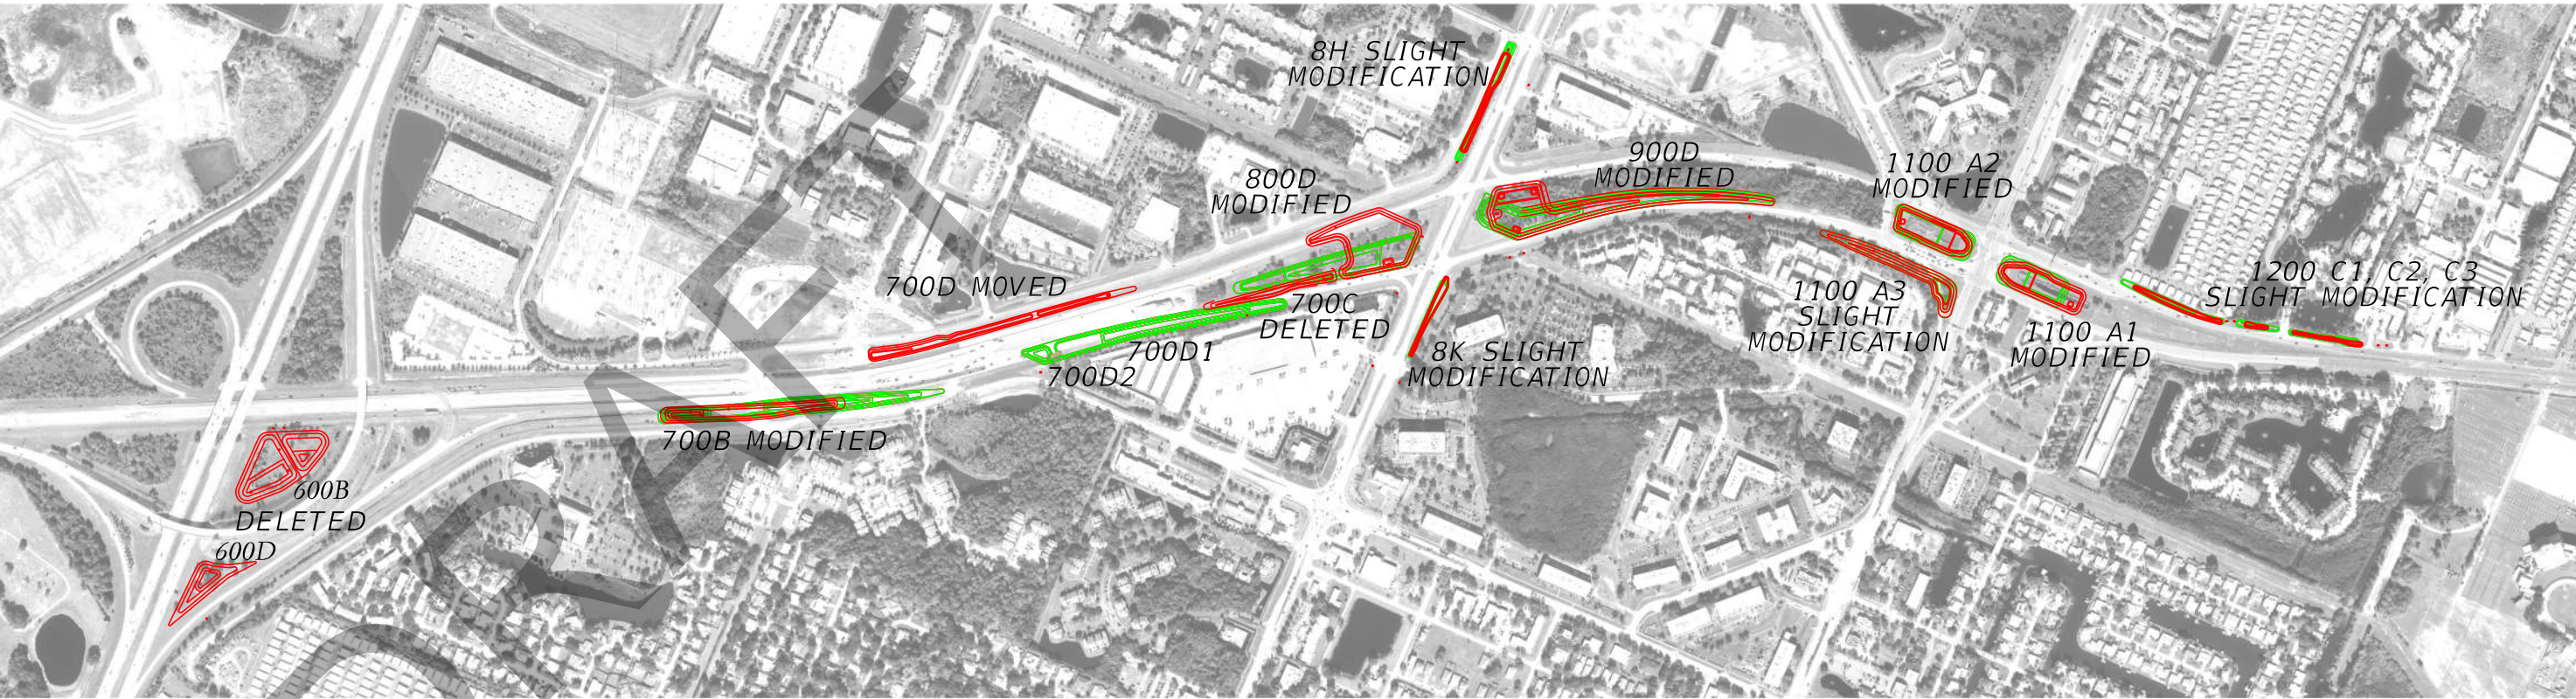 8H SLIGHT
MODIFICATION
800D
MODIFIED
900D
MODIFIED
1100 A2
MODIFIED
700D MOVED
700C
DELETED
700D1
700D2
8K SLIGHT
MODIFICATION
1100 A3
SLIGHT
MODIFICATION
1100 A1
MODIFIED
1200 C1, C2, C3
SLIGHT MODIFICATION
700B MODIFIED
600B
DELETED
600D
DRAFT